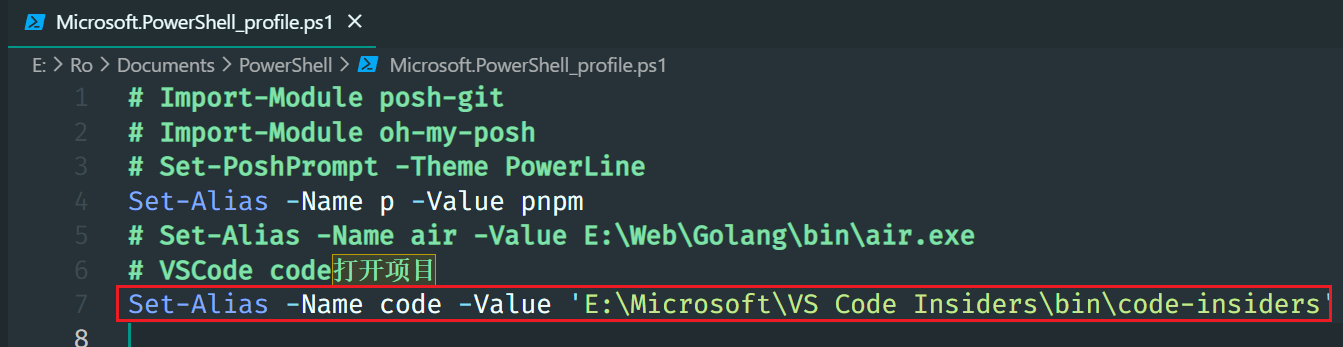 Microsoft.PowerShell_profile.ps1
E: > Ro > Documents > PowerShell > Microsoft.PowerShell_profile.ps1
1 # Import-Module posh-git
2 # Import-Module oh-my-posh
3 # Set-PoshPrompt -Theme PowerLine
4 Set-Alias -Name p -Value pnpm
5 # Set-Alias -Name air -Value E:\Web\Golang\bin\air.exe
6 # VSCode code打开项目
7 Set-Alias -Name code -Value 'E:\Microsoft\VS Code Insiders\bin\code-insiders'
8